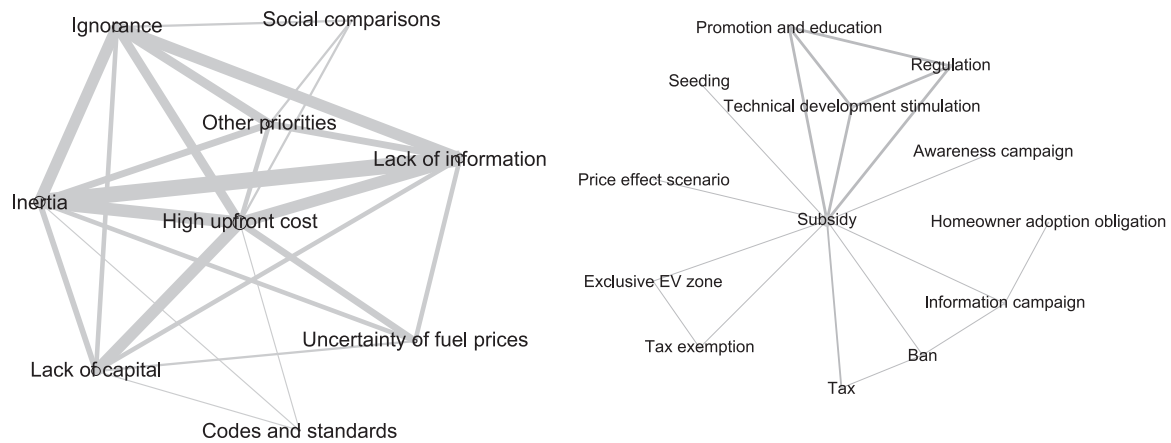 Ignorance
Social comparisons
Other priorities
Lack of information
Inertia
High upfront cost
Uncertainty of fuel prices
Lack of capital
Codes and standards
Promotion and education
Regulation
Seeding
Technical development stimulation
Awareness campaign
Price effect scenario
Subsidy
Homeowner adoption obligation
Exclusive EV zone
Information campaign
Tax exemption
Ban
Tax